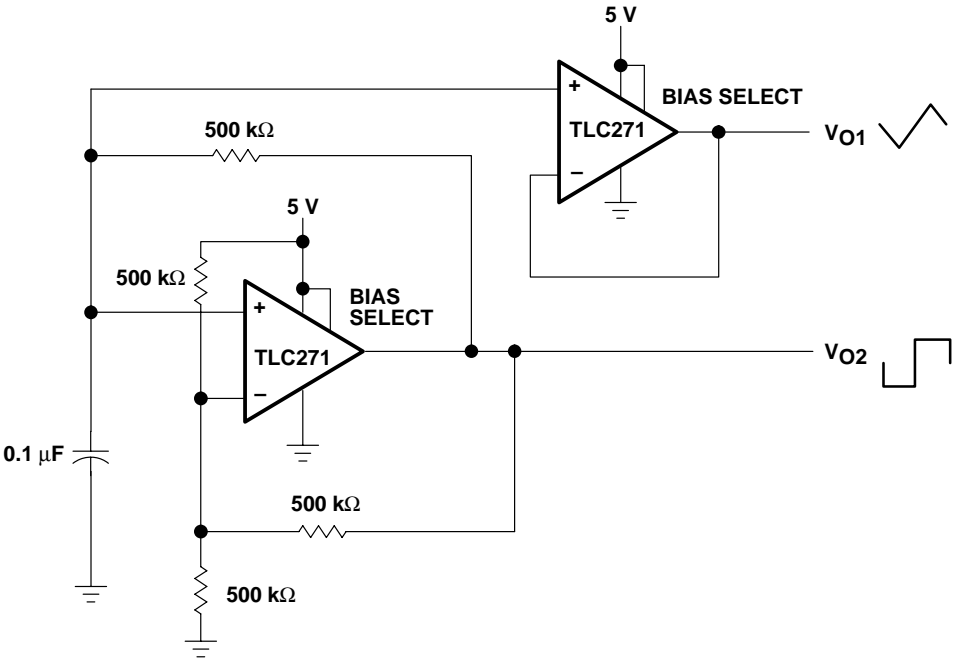 5 V
+
BIAS SELECT
TLC271
VO1
−
500 kΩ
5 V
500 kΩ
+
BIAS
SELECT
TLC271
VO2
−
0.1 μF
500 kΩ
500 kΩ